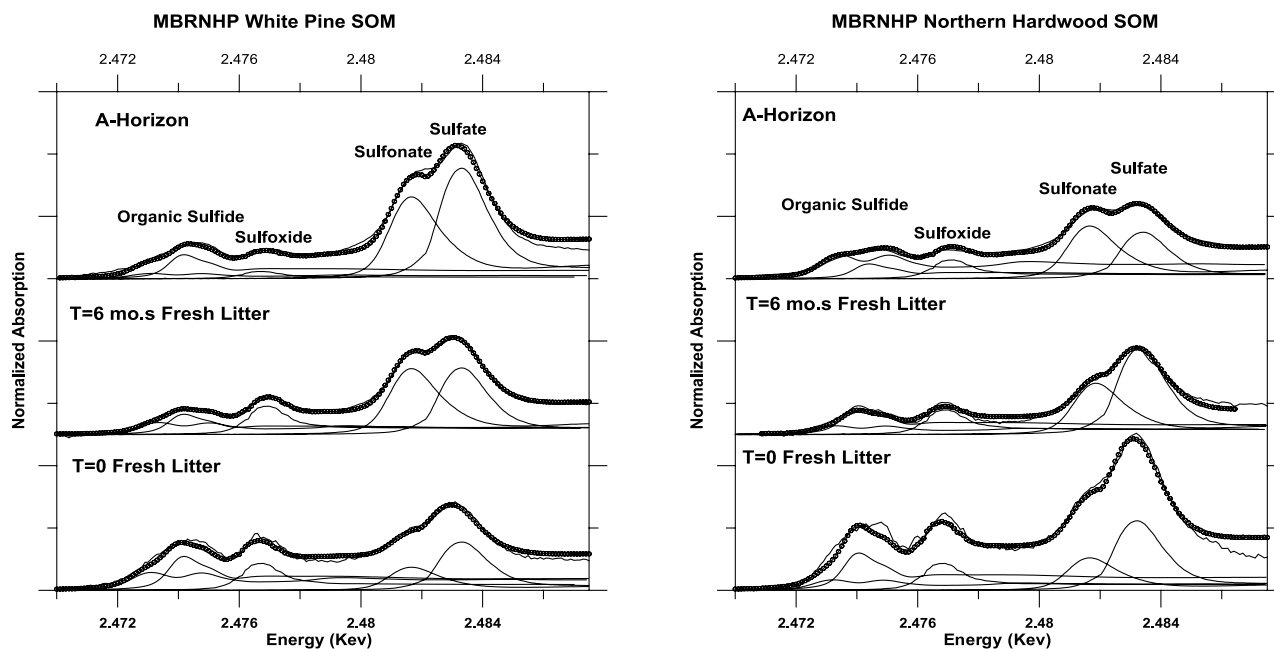 MBRNHP White Pine SOM
2.472 2.476 2.48 2.484
A-Horizon
Sulfate
Sulfonate
Organic Sulfide
Sulfoxide
T=6 mo.s Fresh Litter
T=0 Fresh Litter
Normalized Absorption
2.472 2.476 2.48 2.484
Energy (Kev)
MBRNHP Northern Hardwood SOM
2.472 2.476 2.48 2.484
A-Horizon
Sulfate
Sulfonate
Organic Sulfide
Sulfoxide
T=6 mo.s Fresh Litter
T=0 Fresh Litter
Normalized Absorption
2.472 2.476 2.48 2.484
Energy (Kev)